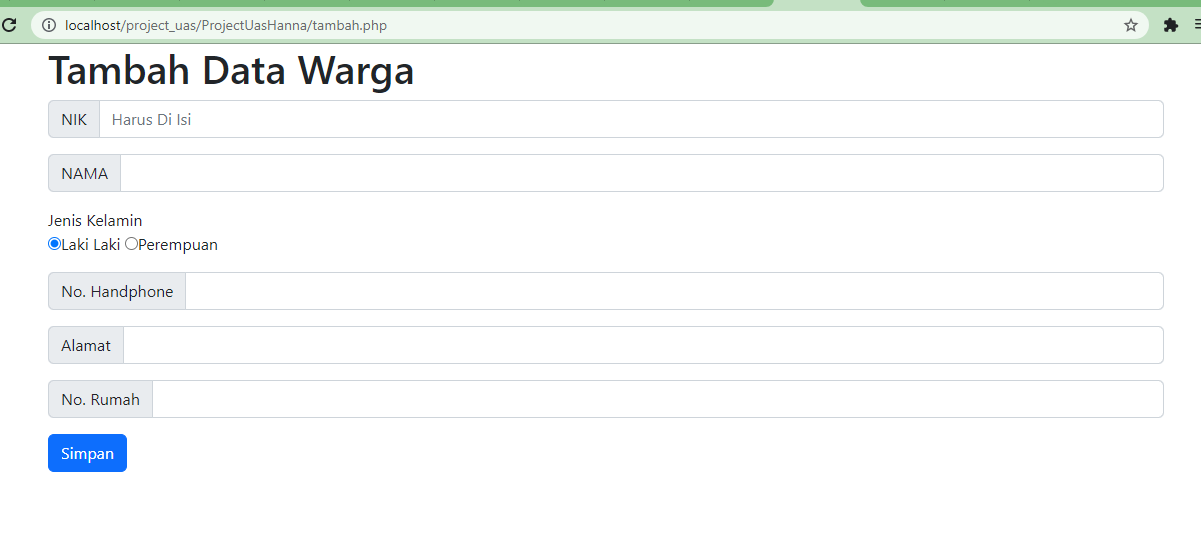 localhost/project_uas/ProjectUasHanna/tambah.php
Tambah Data Warga
NIK Harus Di Isi
NAMA
Jenis Kelamin
Laki Laki Perempuan
No. Handphone
Alamat
No. Rumah
Simpan